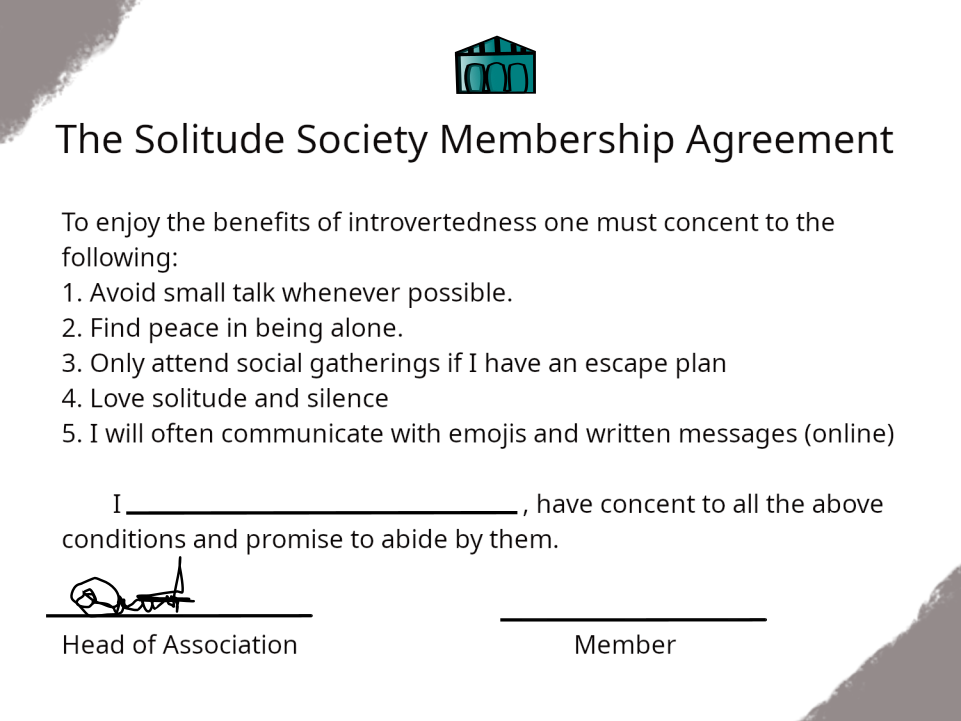 The Solitude Society Membership Agreement
To enjoy the benefits of introvertedness one must concent to the
following:
1. Avoid small talk whenever possible.
2. Find peace in being alone.
3. Only attend social gatherings if I have an escape plan
4. Love solitude and silence
5. I will often communicate with emojis and written messages (online)
I , have concent to all the above
conditions and promise to abide by them.
Head of Association Member